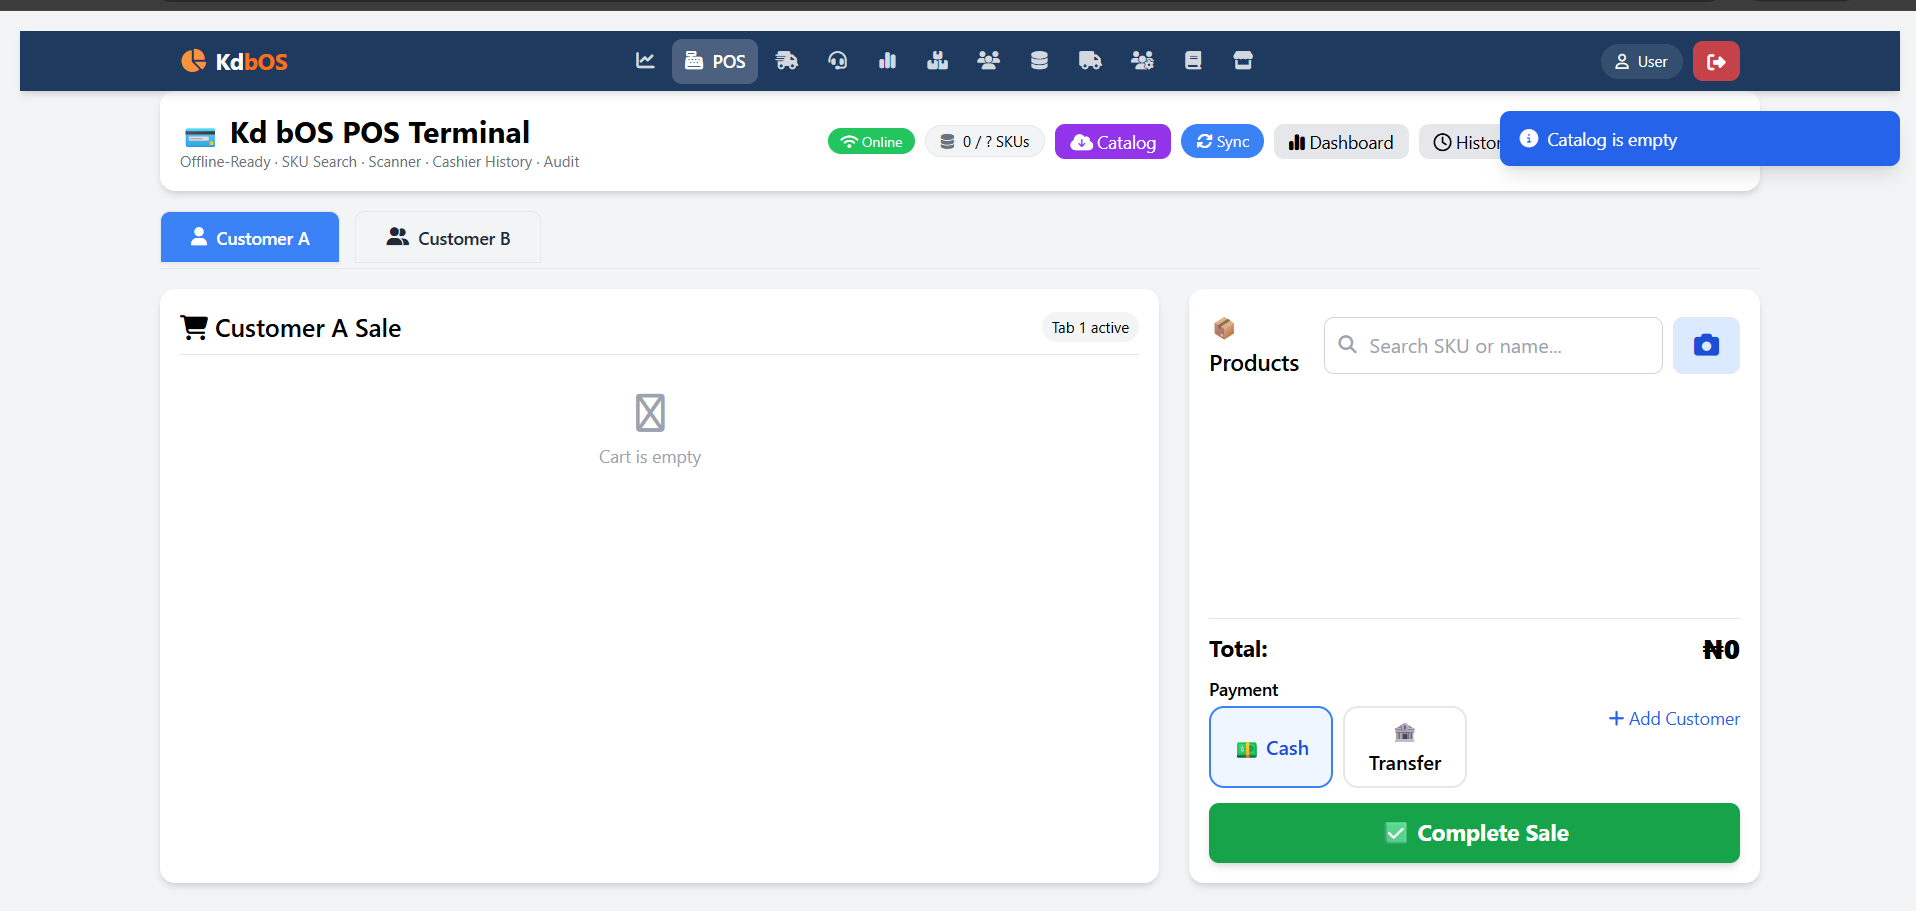 KdbOS
POS
User
Kd bOS POS Terminal
Offline-Ready · SKU Search · Scanner · Cashier History · Audit
Online
0 / ? SKUs
Catalog
Sync
Dashboard
Histor
Catalog is empty
Customer A
Customer B
Customer A Sale
Tab 1 active
Cart is empty
Products
Search SKU or name...
Total:
₦0
Payment
Cash
Transfer
+ Add Customer
Complete Sale